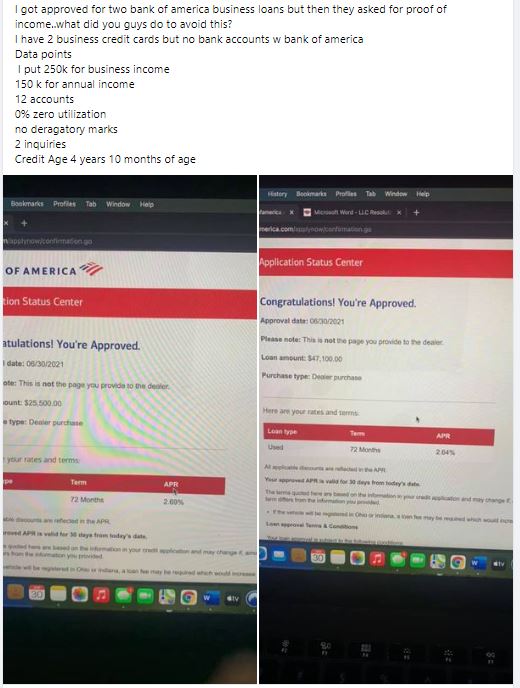 I got approved for two bank of america business loans but then they asked for proof of
income..what did you guys do to avoid this?
I have 2 business credit cards but no bank accounts w bank of america
Data points
I put 250k for business income
150 k for annual income
12 accounts
0% zero utilization
no deragatory marks
2 inquiries
Credit Age 4 years 10 months of age
Bookmarks Profiles Tab Window Help
x +
/applynow/confirmation.go
OF AMERICA
tion Status Center
atulations! You're Approved.
date: 06/30/2021
ote: This is not the page you provide to the dealer.
ount: $25,500.00
e type: Dealer purchase
your rates and terms:
pe Term APR
72 Months 2.60%
able discounts are reflected in the APR.
proved APR is valid for 30 days from today's date.
s quoted here are based on the information in your credit application and may change if
rs from the information you provided.
vehicle will be registered in Ohio or Indiana, a loan fee may be required which would increase
30
W
tv
History Bookmarks Profiles Tab Window Help
America x Microsoft Word - LLC Resoluti x +
merica.com/applynow/confirmation.go
Application Status Center
Congratulations! You're Approved.
Approval date: 06/30/2021
Please note: This is not the page you provide to the dealer.
Loan amount: $47,100.00
Purchase type: Dealer purchase
Here are your rates and terms:
Loan type Term APR
Used 72 Months 2.04%
All applicable discounts are reflected in the APR.
Your approved APR is valid for 30 days from today's date.
The terms quoted here are based on the information in your credit application and may change if
term differs from the information you provided.
• If the vehicle will be registered in Ohio or Indiana, a loan fee may be required which would incre
Loan approval Terms & Conditions
Your loan approval is subject to the following conditions
30
W
tv